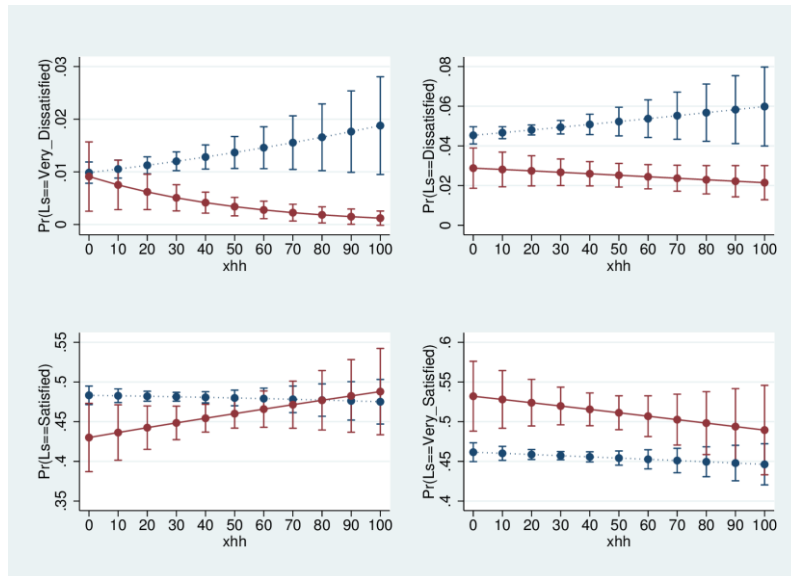 Pr(Ls==Very_Dissatisfied)
.03
.02
.01
0
0 10 20 30 40 50 60 70 80 90 100
xhh
Pr(Ls==Dissatisfied)
.08
.06
.04
.02
0
0 10 20 30 40 50 60 70 80 90 100
xhh
Pr(Ls==Satisfied)
.55
.5
.45
.4
.35
0 10 20 30 40 50 60 70 80 90 100
xhh
Pr(Ls==Very_Satisfied)
.6
.55
.5
.45
.4
0 10 20 30 40 50 60 70 80 90 100
xhh